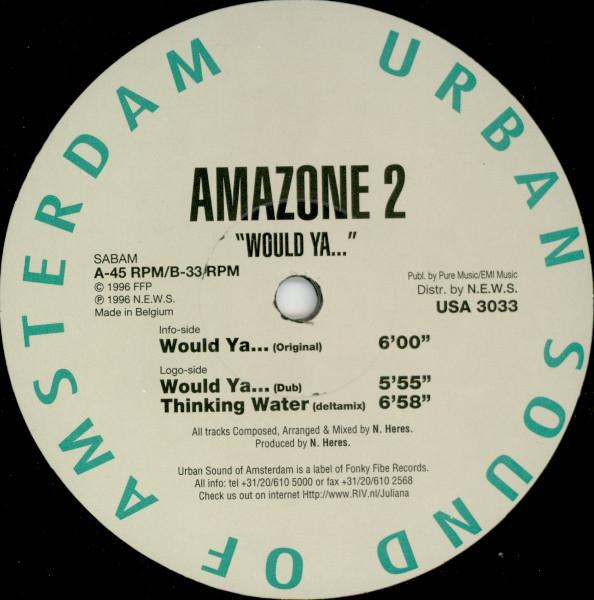 URBAN SOUND OF AMSTERDAM
AMAZONE 2
"WOULD YA..."
SABAM
A-45 RPM/B-33/RPM
© 1996 FFP
℗ 1996 N.E.W.S.
Made in Belgium
Publ. by Pure Music/EMI Music
Distr. by N.E.W.S.
USA 3033
Info-side
Would Ya... (Original) 6'00"
Logo-side
Would Ya... (Dub) 5'55"
Thinking Water (deltamix) 6'58"
All tracks Composed, Arranged & Mixed by N. Heres.
Produced by N. Heres.
Urban Sound of Amsterdam is a label of Fonky Fibe Records.
All info: tel +31/20/610 5000 or fax +31/20/610 2568
Check us out on internet Http://www.RIV.nl/Juliana